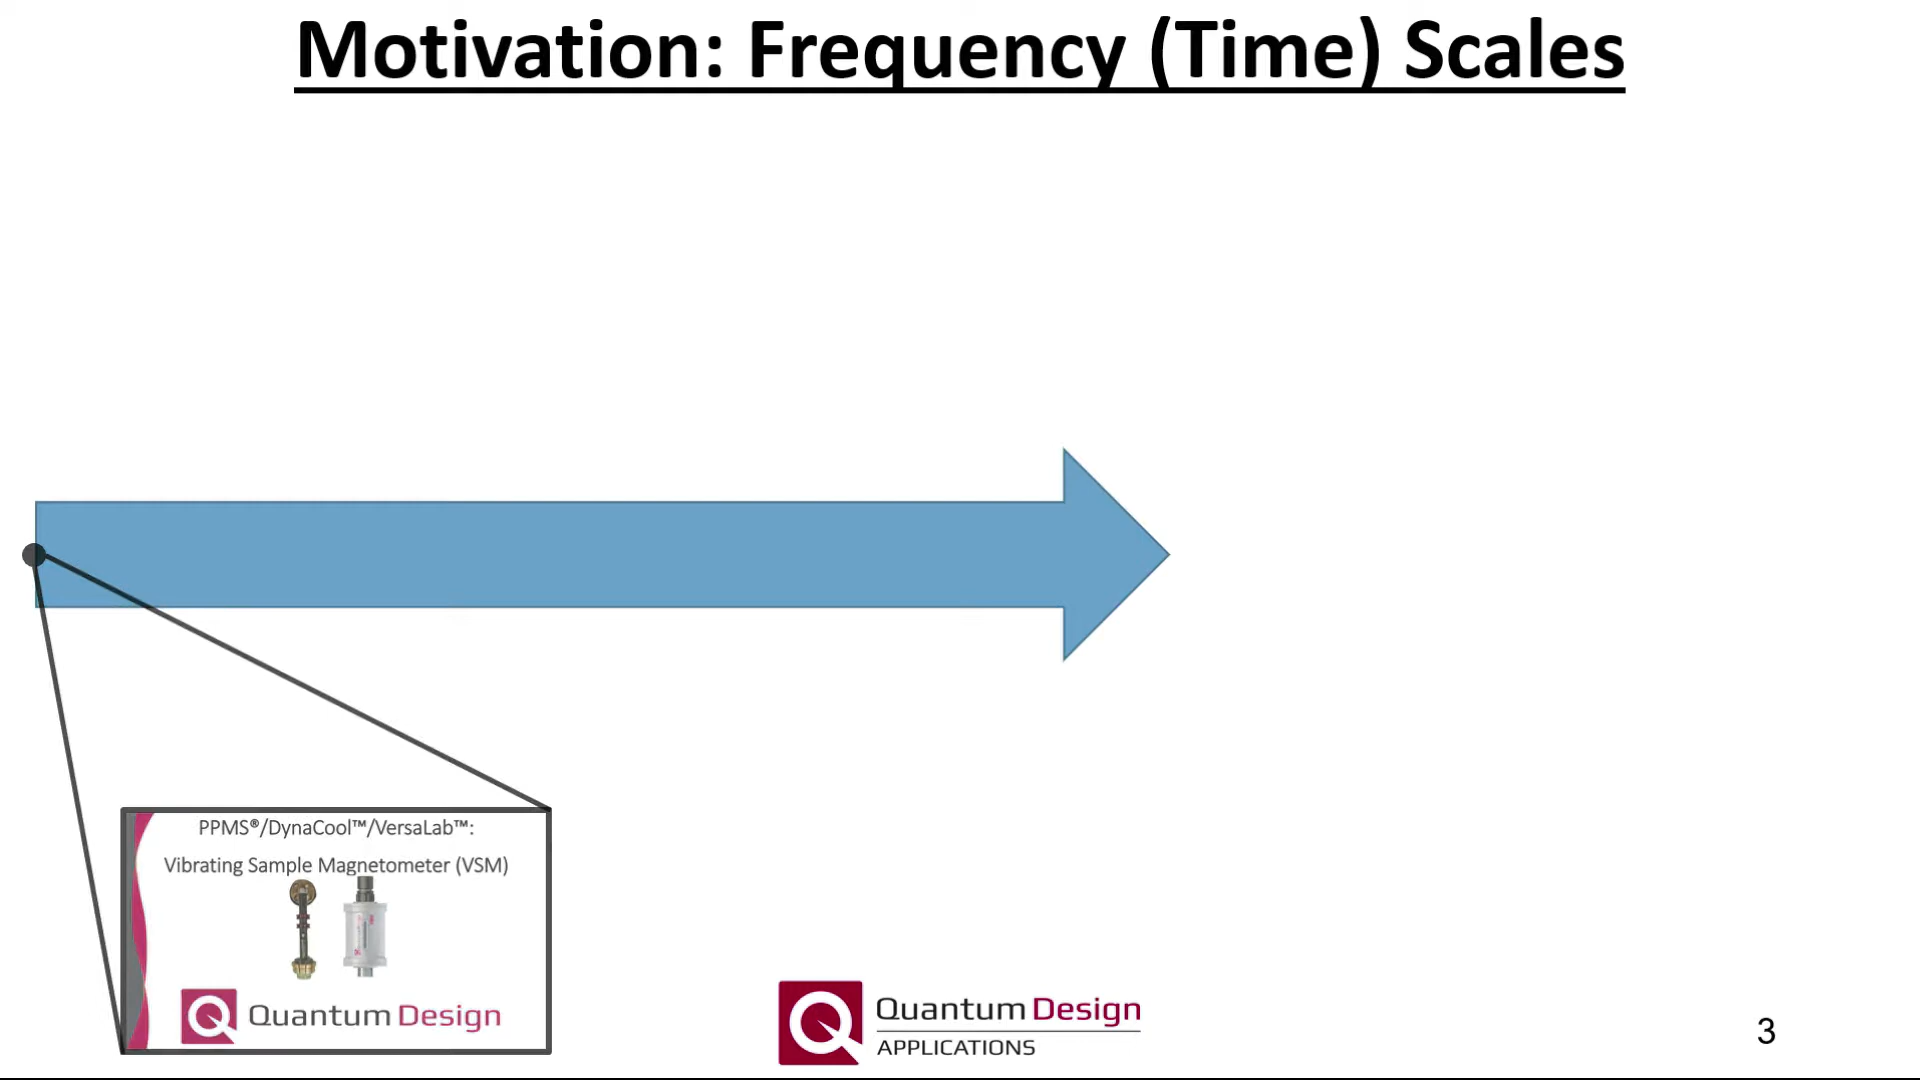 Motivation: Frequency (Time) Scales
PPMS®/DynaCool™/VersaLab™:
Vibrating Sample Magnetometer (VSM)
Quantum Design
Quantum Design
APPLICATIONS
3